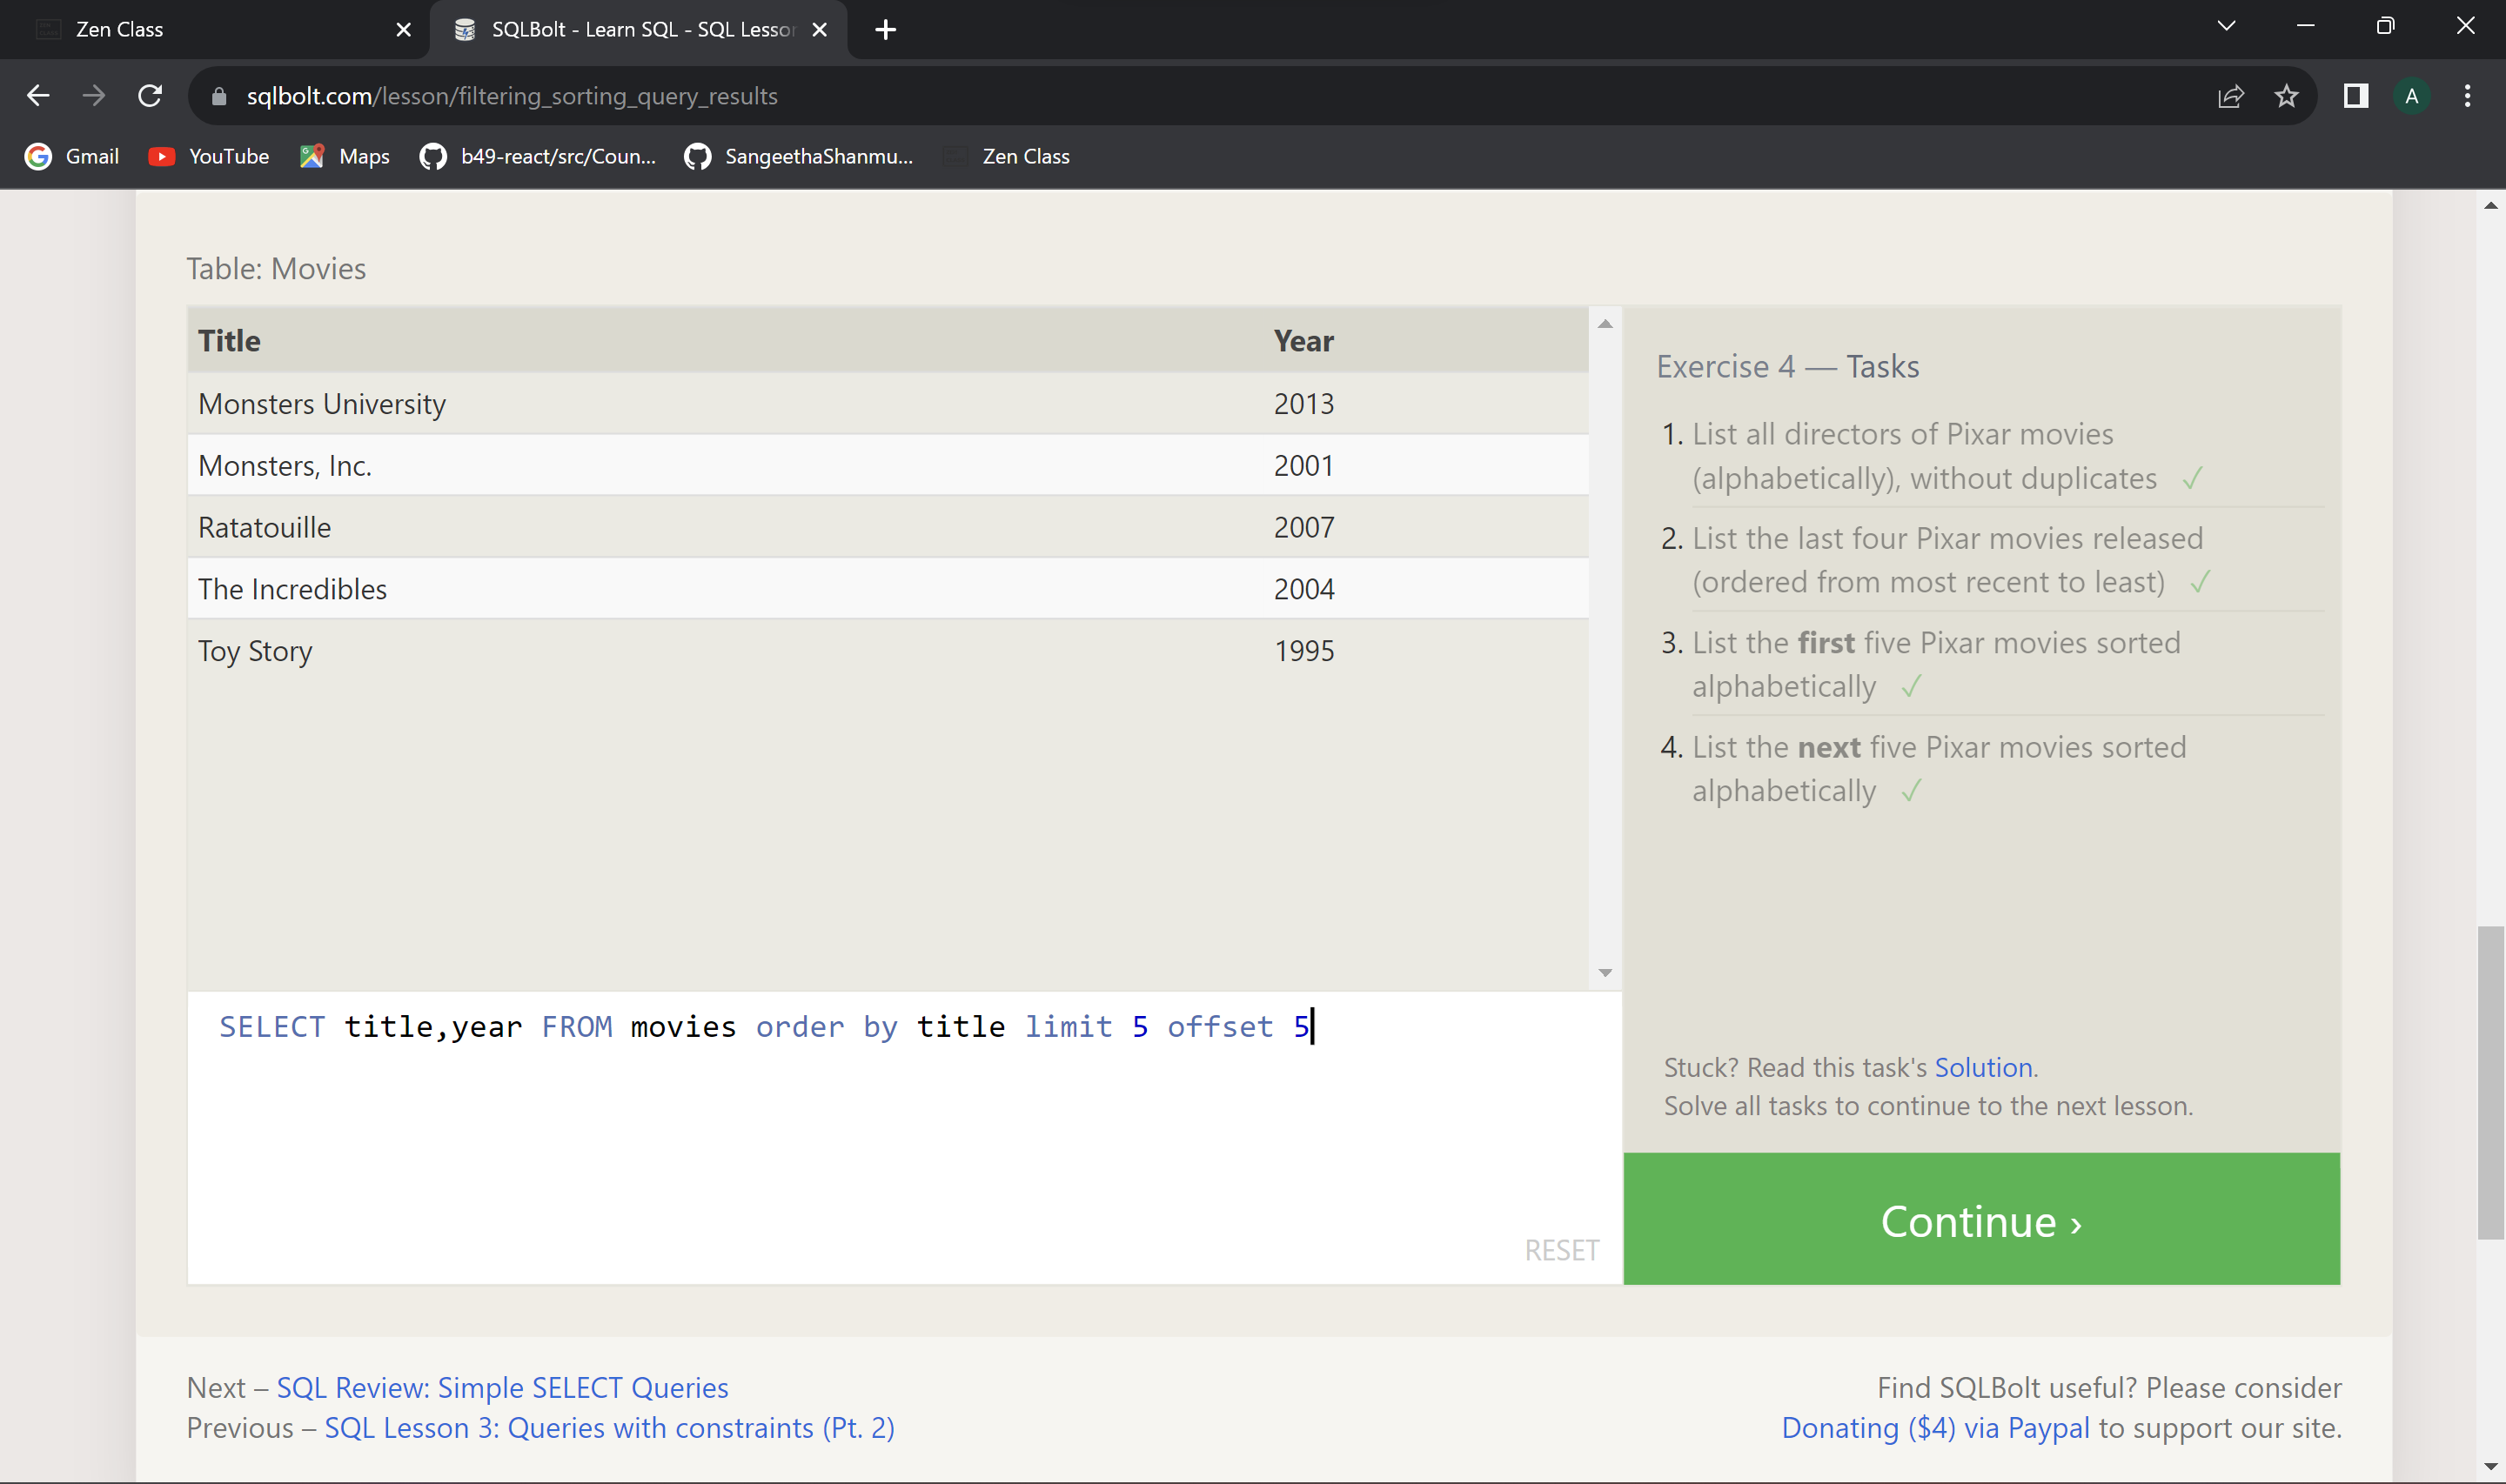 Zen Class
SQLBolt - Learn SQL - SQL Lesson
sqlbolt.com/lesson/filtering_sorting_query_results
A
Gmail
YouTube
Maps
b49-react/src/Coun...
SangeethaShanmu...
Zen Class
Table: Movies
Title Year
Monsters University 2013
Monsters, Inc. 2001
Ratatouille 2007
The Incredibles 2004
Toy Story 1995
SELECT title,year FROM movies order by title limit 5 offset 5
RESET
Exercise 4 — Tasks
1. List all directors of Pixar movies
(alphabetically), without duplicates ✓
2. List the last four Pixar movies released
(ordered from most recent to least) ✓
3. List the first five Pixar movies sorted
alphabetically ✓
4. List the next five Pixar movies sorted
alphabetically ✓
Stuck? Read this task's Solution.
Solve all tasks to continue to the next lesson.
Continue ›
Next – SQL Review: Simple SELECT Queries
Previous – SQL Lesson 3: Queries with constraints (Pt. 2)
Find SQLBolt useful? Please consider
Donating ($4) via Paypal to support our site.